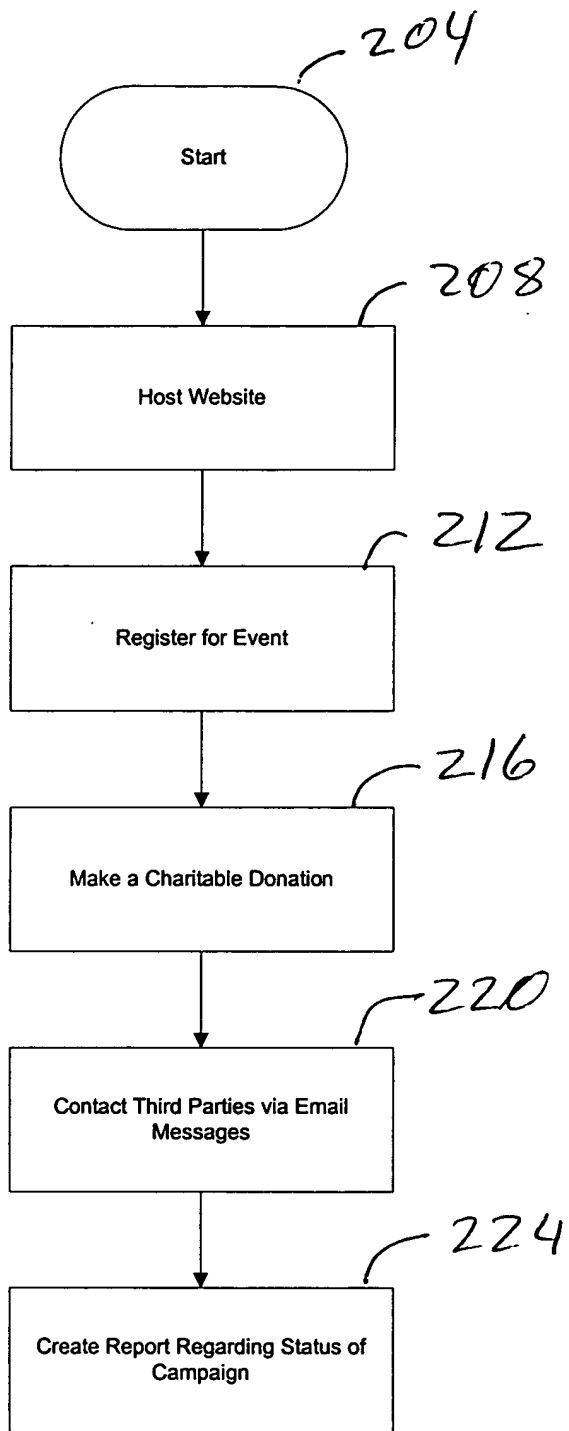 204
Start
208
Host Website
212
Register for Event
216
Make a Charitable Donation
220
Contact Third Parties via Email
Messages
224
Create Report Regarding Status of
Campaign